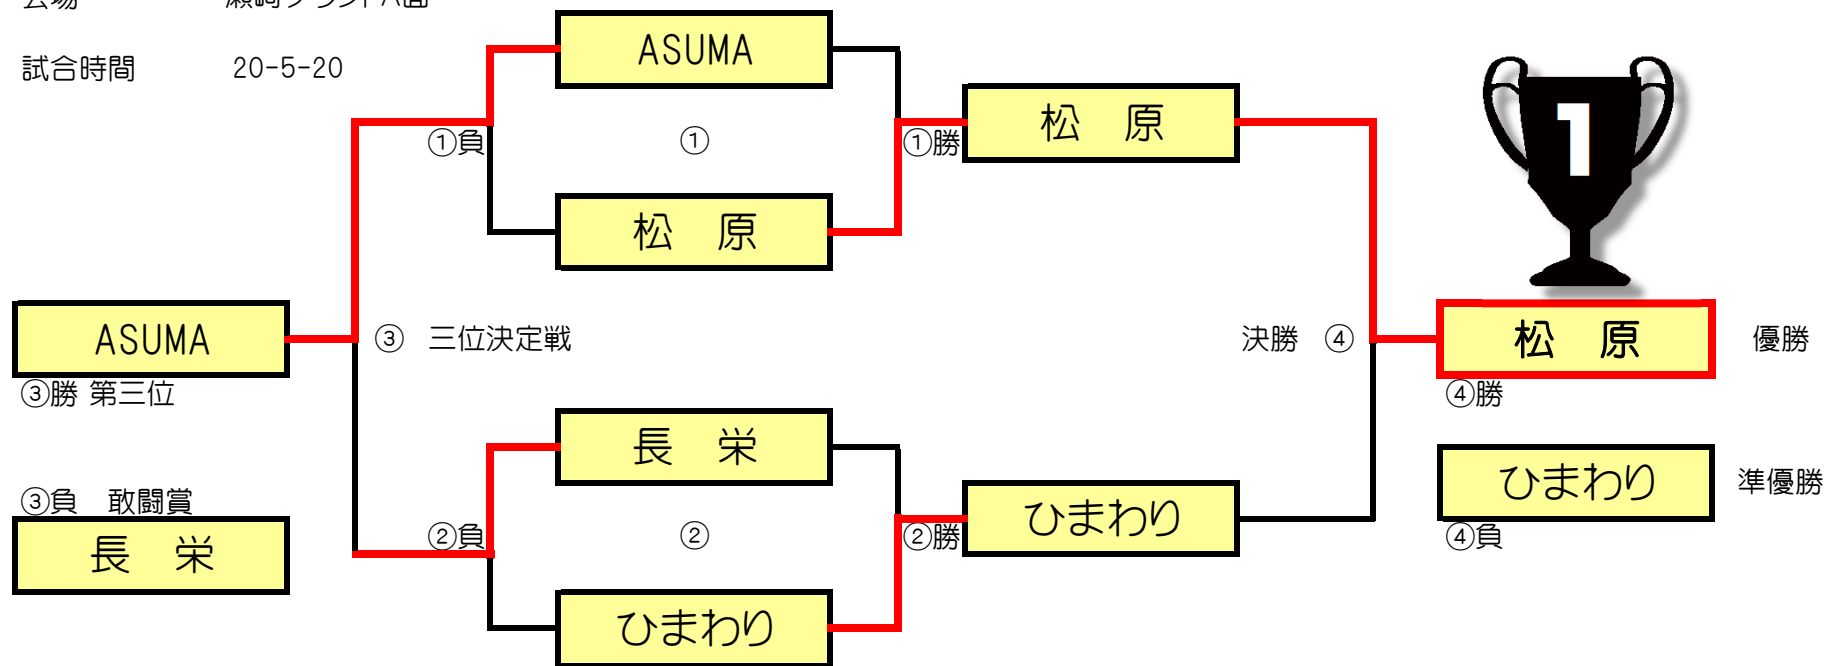 試合時間 20-5-20
ASUMA
①負 ① ①勝
松 原
松 原
1
ASUMA
③勝 第三位
③ 三位決定戦
決勝 ④
松 原 優勝
④勝
長 栄
③負 敢闘賞
長 栄
②負 ② ②勝
ひまわり
ひまわり 準優勝
④負
ひまわり